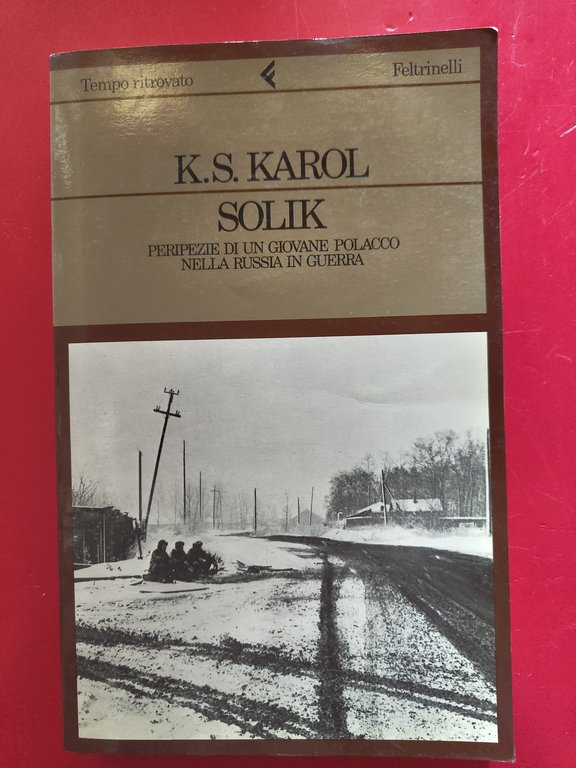 Tempo ritrovato
Feltrinelli
K.S. KAROL
SOLIK
PERIPEZIE DI UN GIOVANE POLACCO
NELLA RUSSIA IN GUERRA